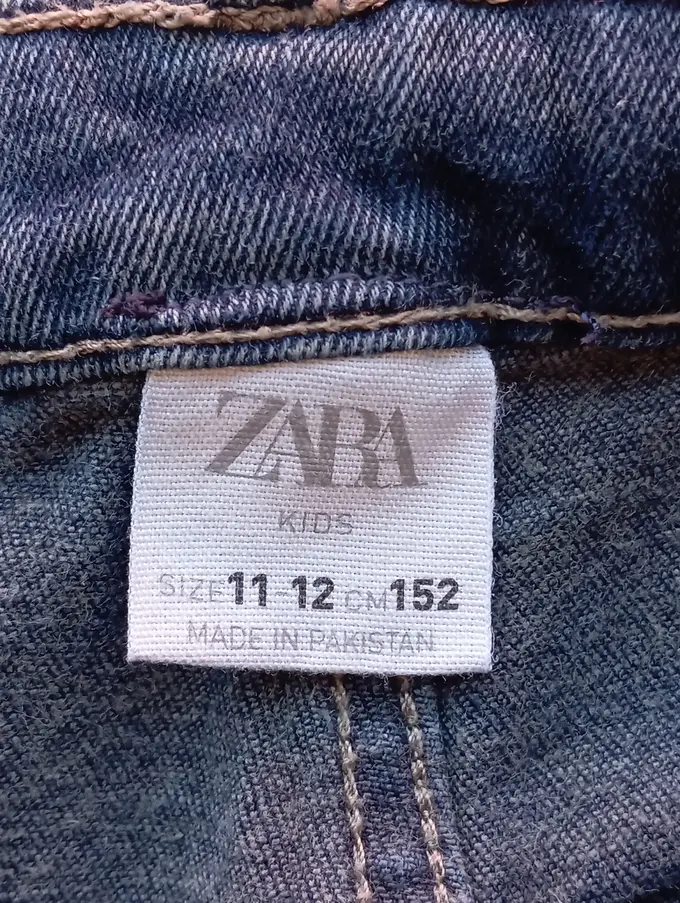 ZARA
KIDS
SIZE 11-12 CM 152
MADE IN PAKISTAN